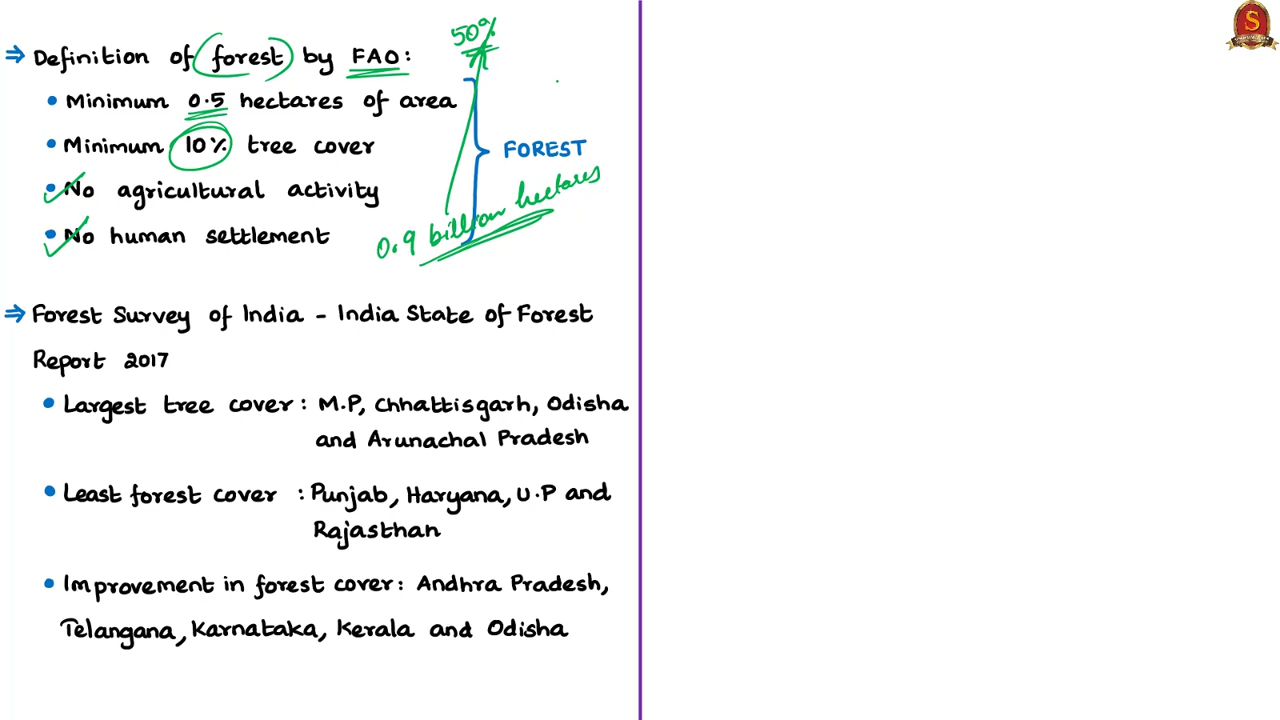 50%
⇒ Definition of forest by FAO:
• Minimum 0.5 hectares of area
• Minimum 10% tree cover
FOREST
• No agricultural activity
• No human settlement
0.9 billion hectares
⇒ Forest Survey of India - India State of Forest
Report 2017
• Largest tree cover: M.P, Chhattisgarh, Odisha
and Arunachal Pradesh
• Least forest cover : Punjab, Haryana, U.P and
Rajasthan
• Improvement in forest cover: Andhra Pradesh,
Telangana, Karnataka, Kerala and Odisha
S